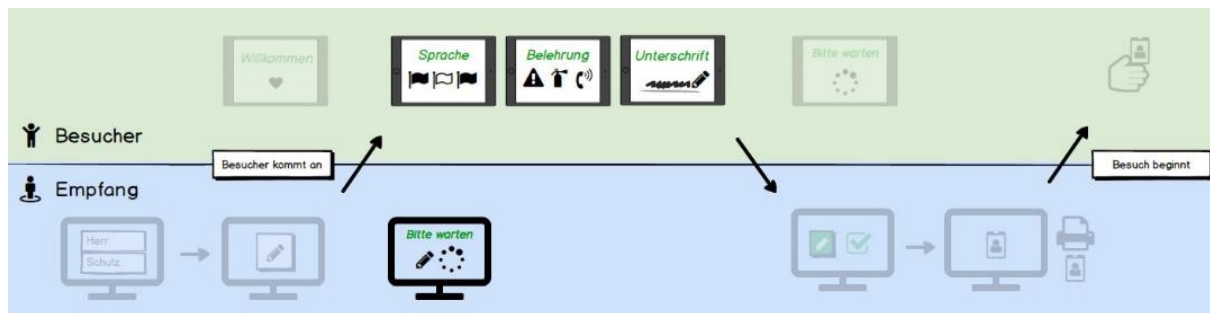 Willkommen
Sprache
Belehrung
Unterschrift
Bitte warten
Besucher
Besucher kommt an
Besuch beginnt
Empfang
Herr
Schulz
Bitte warten